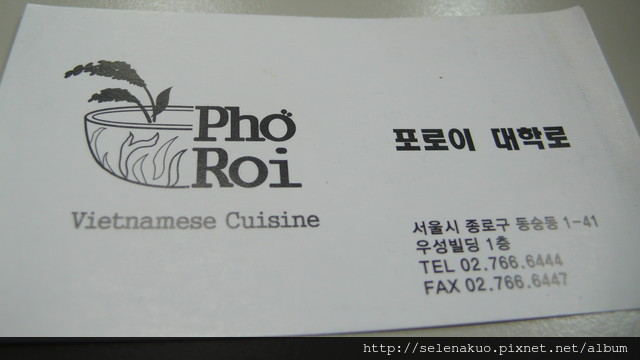 Phở
Roi
Vietnamese Cuisine
포로이 대학로
서울시 종로구 동숭동 1-41
우성빌딩 1층
TEL 02.766.6444
FAX 02.766.6447
http://selenakuo.pixnet.net/album